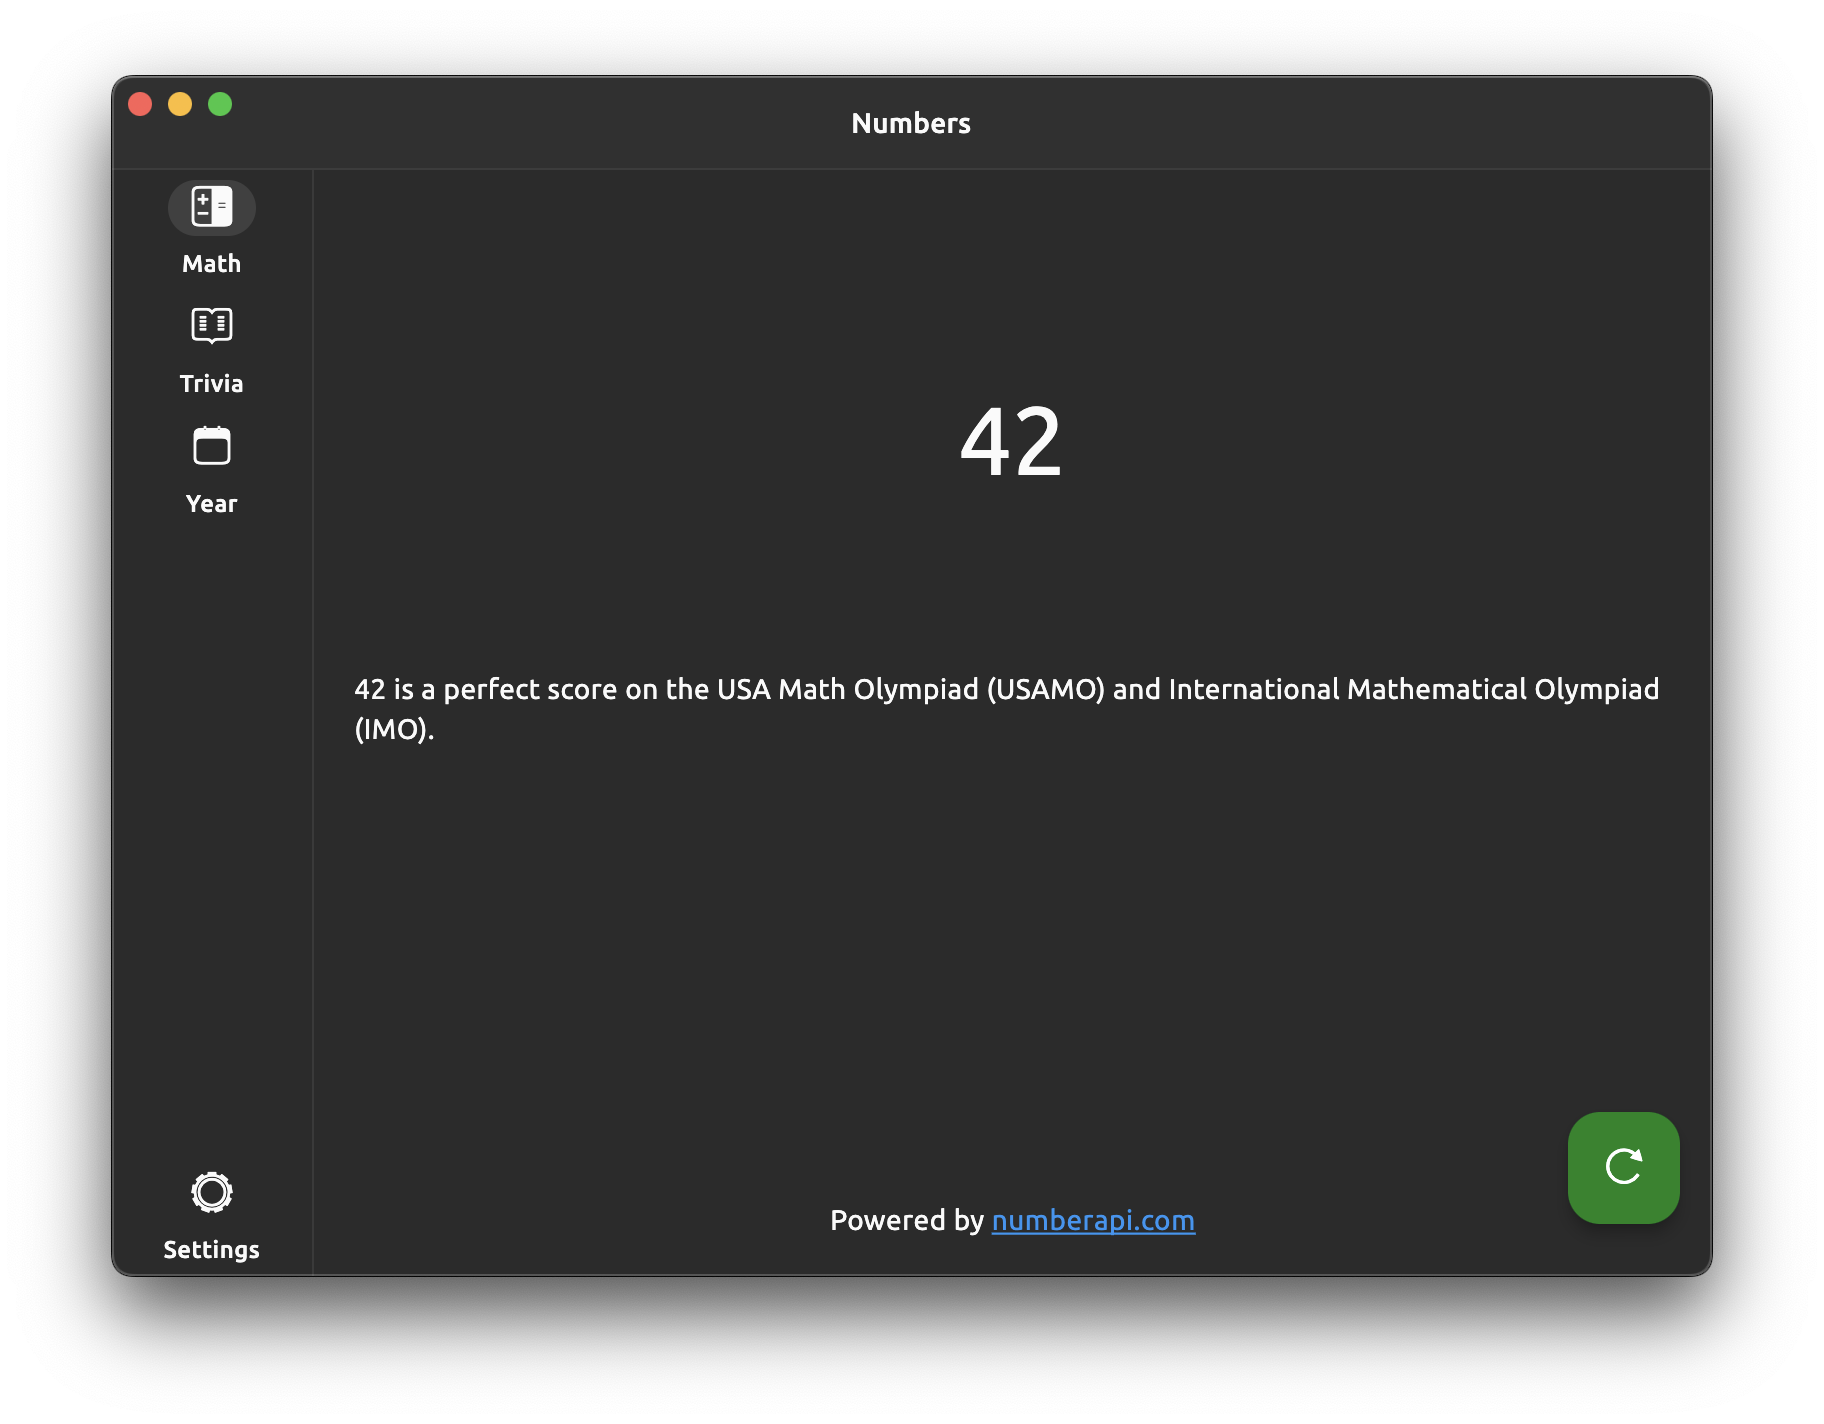 Numbers
Math
Trivia
Year
42
42 is a perfect score on the USA Math Olympiad (USAMO) and International Mathematical Olympiad
(IMO).
Settings
Powered by numberapi.com